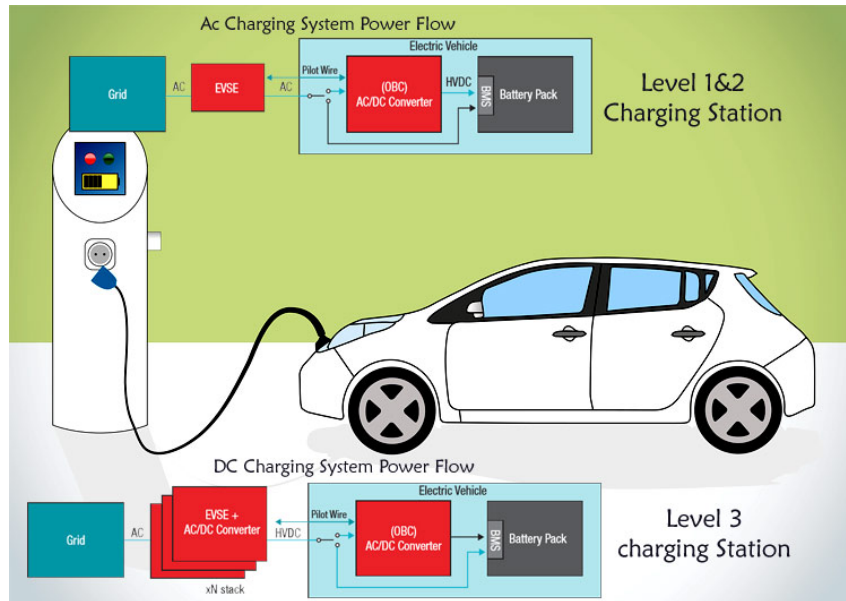 Ac Charging System Power Flow
Electric Vehicle
Grid
AC
EVSE
Pilot Wire
AC
(OBC)
AC/DC Converter
HVDC
BMS
Battery Pack
Level 1&2
Charging Station
DC Charging System Power Flow
Electric Vehicle
Grid
AC
EVSE +
AC/DC Converter
xN stack
Pilot Wire
HVDC
(OBC)
AC/DC Converter
BMS
Battery Pack
Level 3
charging Station